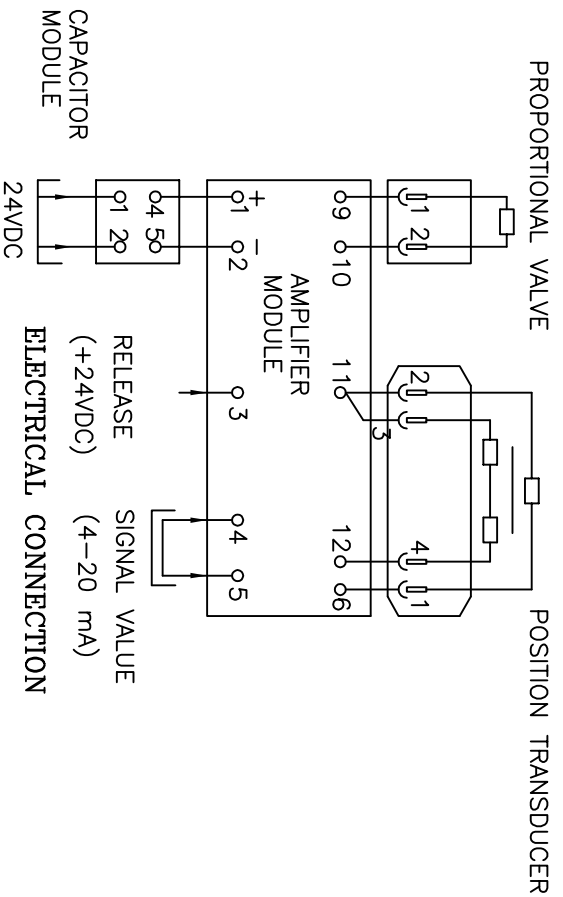 PROPORTIONAL VALVE
POSITION TRANSDUCER
1 2
2 3 4 1
9 10 11 12 6
AMPLIFIER
MODULE
+ −
1 2 3 4 5
4 5
1 2
CAPACITOR
MODULE
24VDC
RELEASE
(+24VDC)
SIGNAL VALUE
(4−20 mA)
ELECTRICAL CONNECTION